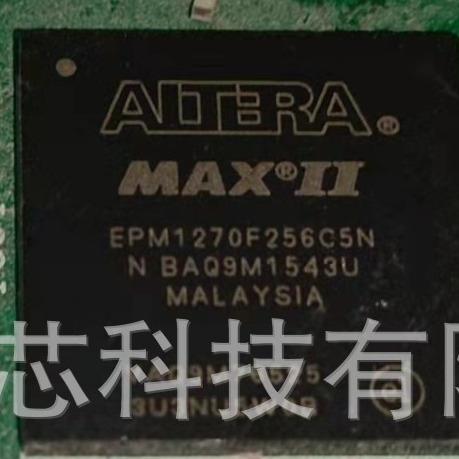 ALTERA®
MAX®II
EPM1270F256C5N
N BAQ9M1543U
MALAYSIA
芯科技有限